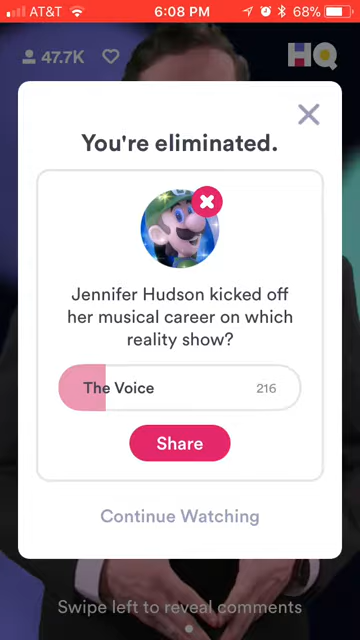 AT&T 6:08 PM 68%
47.7K HQ
You're eliminated.
Jennifer Hudson kicked off
her musical career on which
reality show?
The Voice 216
Share
Continue Watching
Swipe left to reveal comments